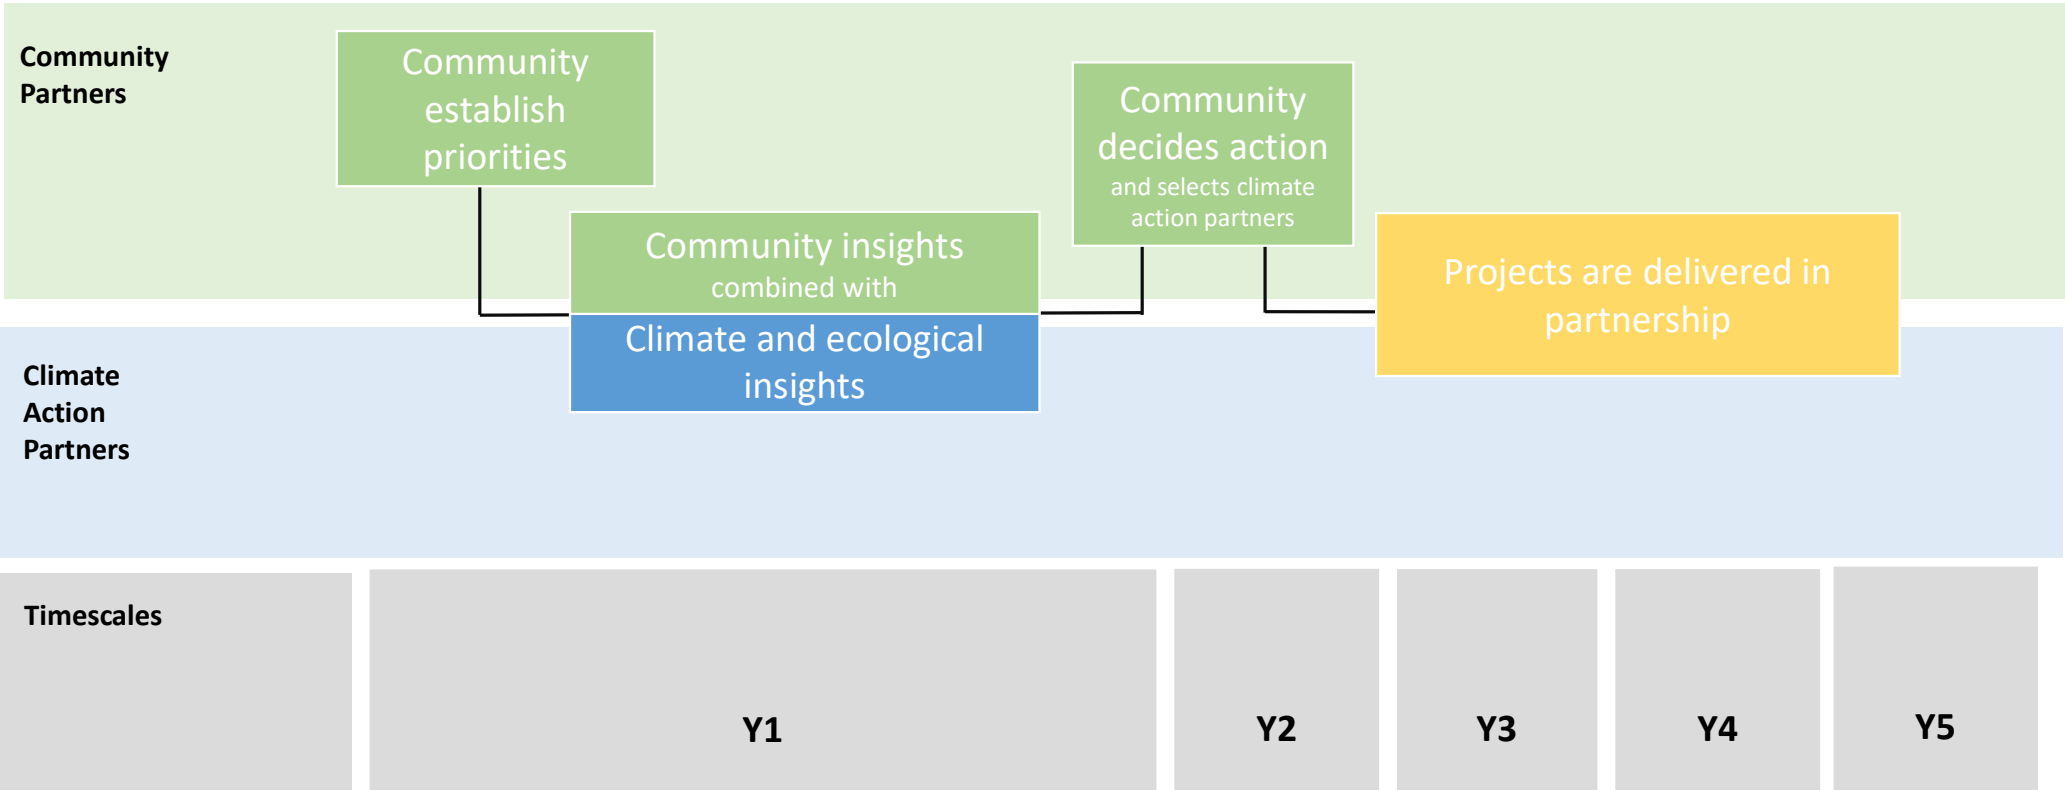 Community
Partners
Community
establish
priorities
Community insights
combined with
Climate and ecological
insights
Community
decides action
and selects climate
action partners
Projects are delivered in
partnership
Climate
Action
Partners
Timescales
Y1
Y2
Y3
Y4
Y5